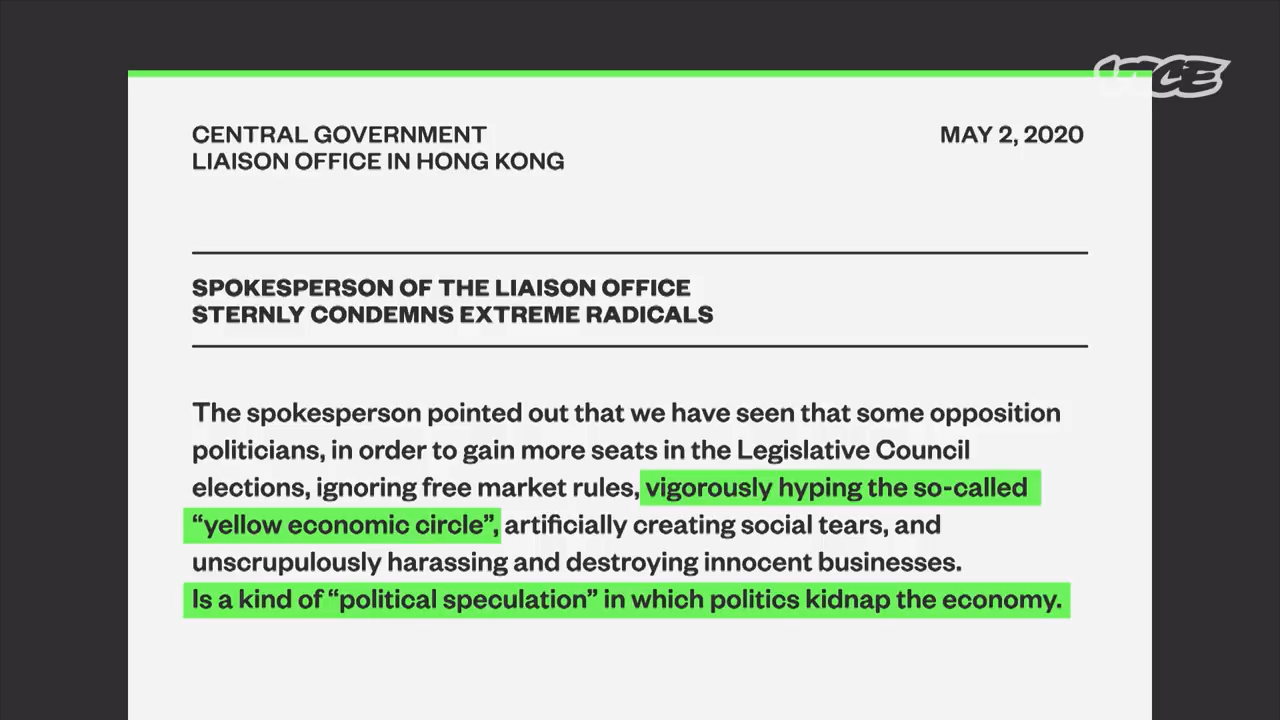 VICE
CENTRAL GOVERNMENT
LIAISON OFFICE IN HONG KONG
MAY 2, 2020
SPOKESPERSON OF THE LIAISON OFFICE
STERNLY CONDEMNS EXTREME RADICALS
The spokesperson pointed out that we have seen that some opposition
politicians, in order to gain more seats in the Legislative Council
elections, ignoring free market rules, vigorously hyping the so-called
“yellow economic circle”, artificially creating social tears, and
unscrupulously harassing and destroying innocent businesses.
Is a kind of “political speculation” in which politics kidnap the economy.